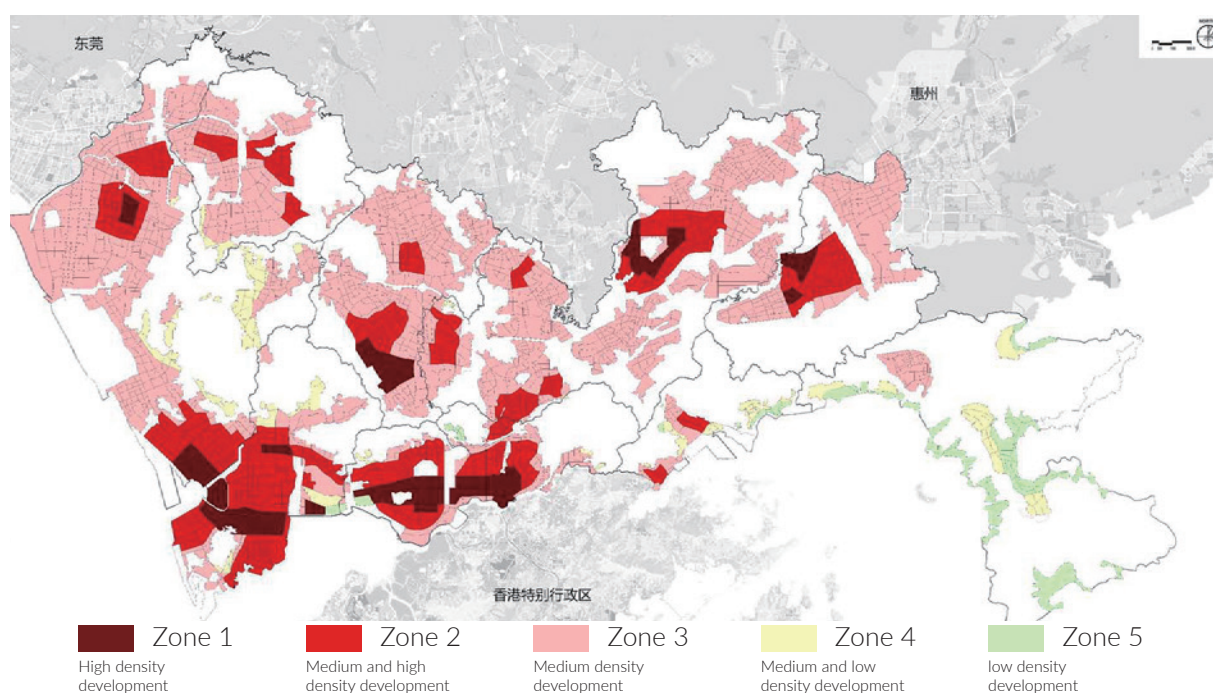 东莞
NORTH
惠州
香港特别行政区
Zone 1
High density
development
Zone 2
Medium and high
density development
Zone 3
Medium density
development
Zone 4
Medium and low
density development
Zone 5
low density
development